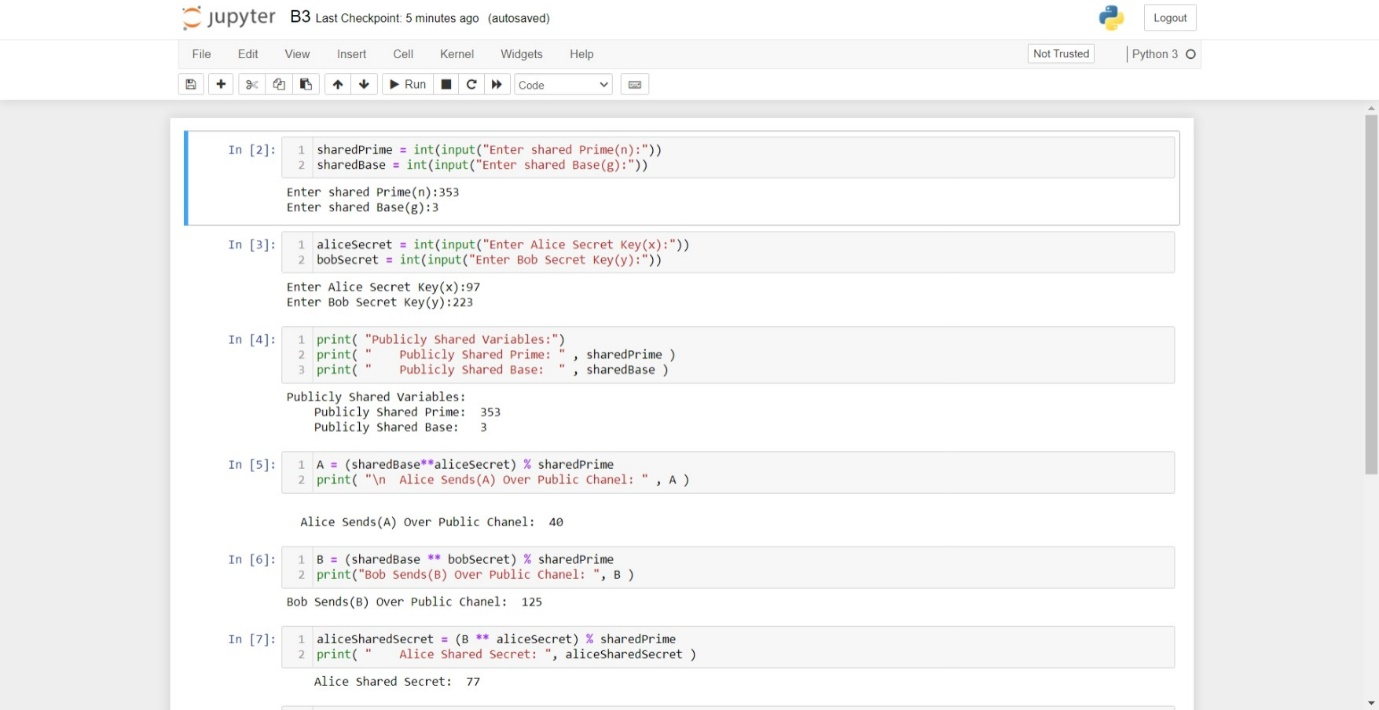 jupyter B3 Last Checkpoint: 5 minutes ago (autosaved)
Logout
File Edit View Insert Cell Kernel Widgets Help
Not Trusted
Python 3
Run
Code
In [2]:
1 sharedPrime = int(input("Enter shared Prime(n):"))
2 sharedBase = int(input("Enter shared Base(g):"))
Enter shared Prime(n):353
Enter shared Base(g):3
In [3]:
1 aliceSecret = int(input("Enter Alice Secret Key(x):"))
2 bobSecret = int(input("Enter Bob Secret Key(y):"))
Enter Alice Secret Key(x):97
Enter Bob Secret Key(y):223
In [4]:
1 print( "Publicly Shared Variables:")
2 print( "    Publicly Shared Prime: " , sharedPrime )
3 print( "    Publicly Shared Base:  " , sharedBase )
Publicly Shared Variables:
    Publicly Shared Prime:  353
    Publicly Shared Base:   3
In [5]:
1 A = (sharedBase**aliceSecret) % sharedPrime
2 print( "\n  Alice Sends(A) Over Public Chanel: " , A )
  Alice Sends(A) Over Public Chanel:  40
In [6]:
1 B = (sharedBase ** bobSecret) % sharedPrime
2 print("Bob Sends(B) Over Public Chanel: ", B )
Bob Sends(B) Over Public Chanel:  125
In [7]:
1 aliceSharedSecret = (B ** aliceSecret) % sharedPrime
2 print( "    Alice Shared Secret: ", aliceSharedSecret )
    Alice Shared Secret:  77